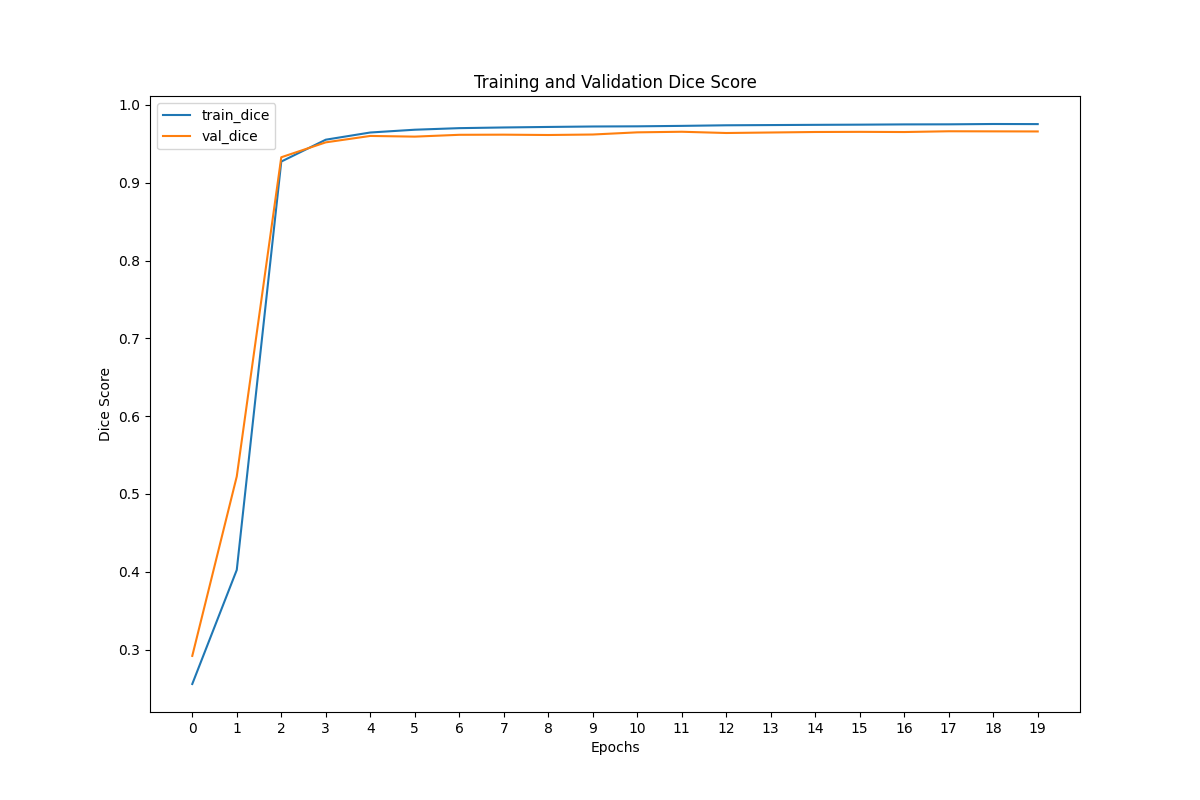 Training and Validation Dice Score
train_dice
val_dice
1.0
0.9
0.8
0.7
0.6
0.5
0.4
0.3
Dice Score
0 1 2 3 4 5 6 7 8 9 10 11 12 13 14 15 16 17 18 19
Epochs